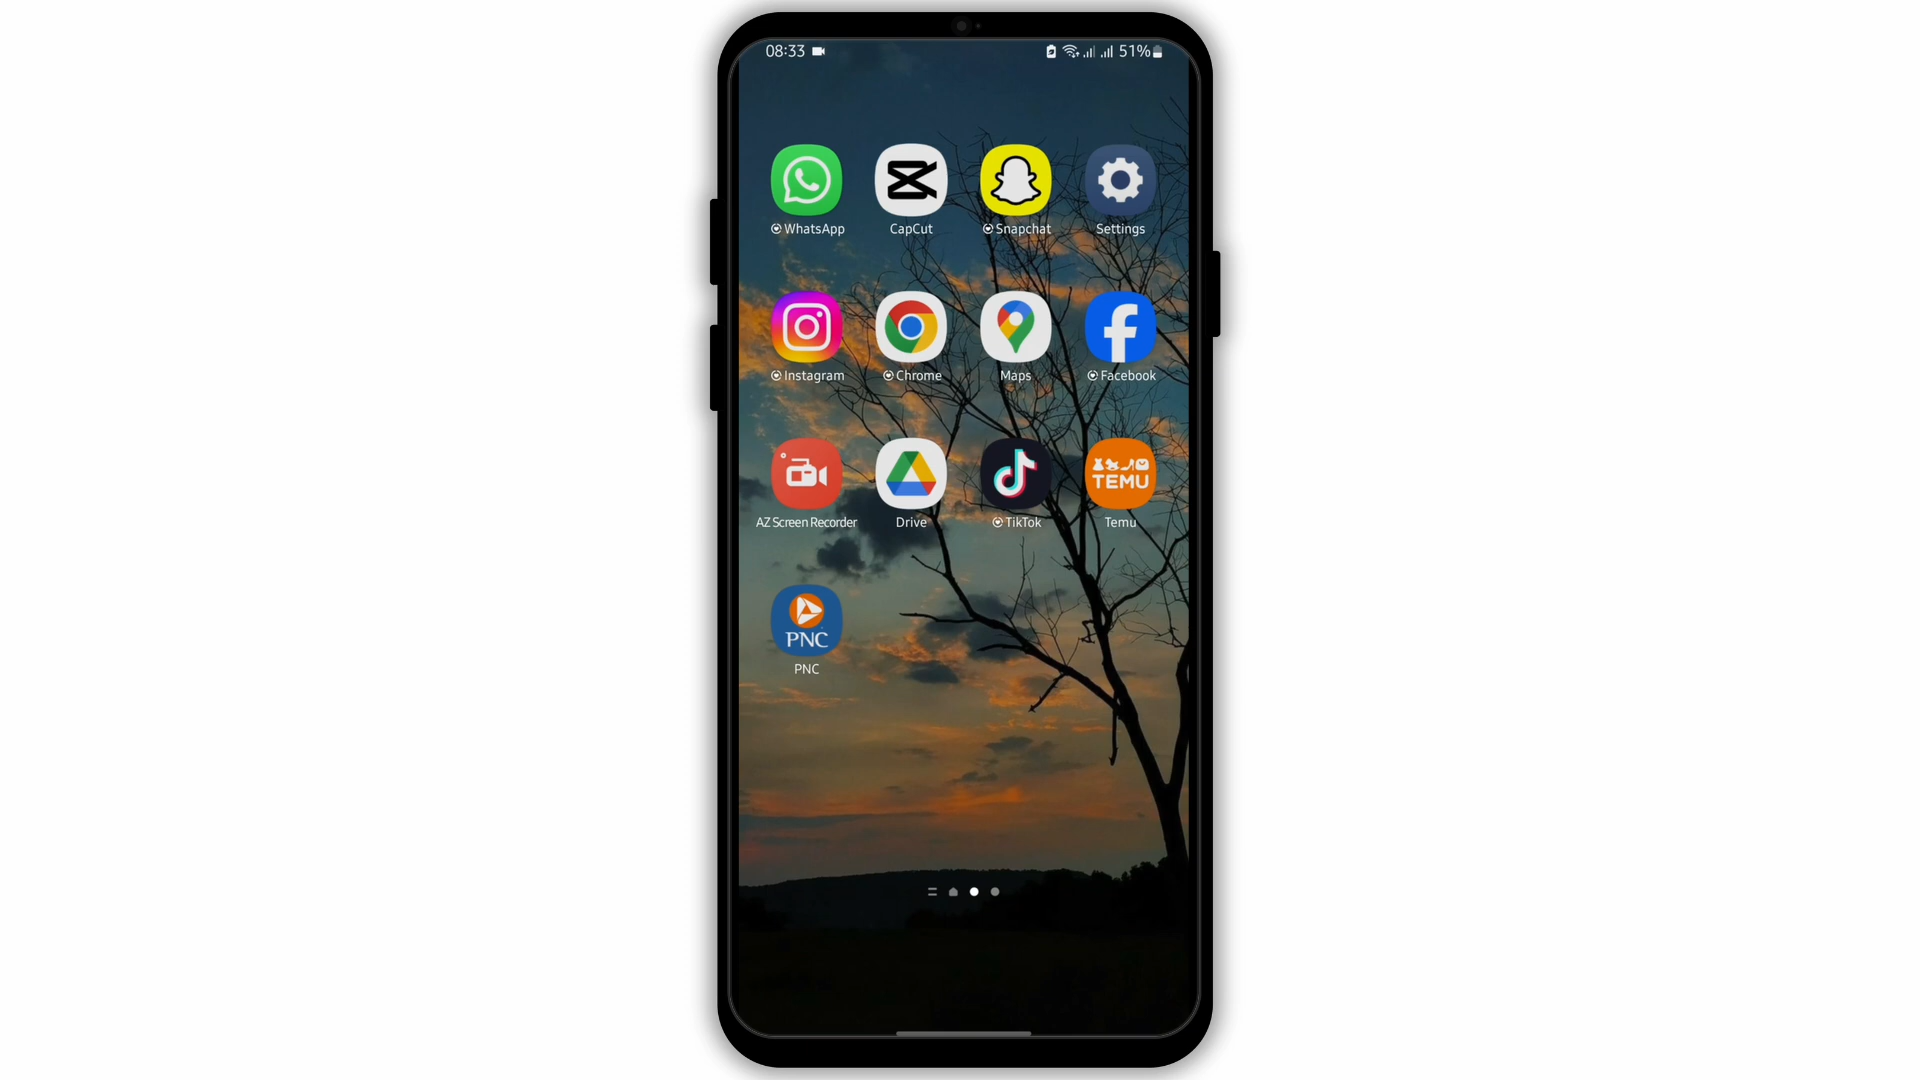 08:33 51%
WhatsApp CapCut Snapchat Settings
Instagram Chrome Maps Facebook
TEMU
AZ Screen Recorder Drive TikTok Temu
PNC
PNC